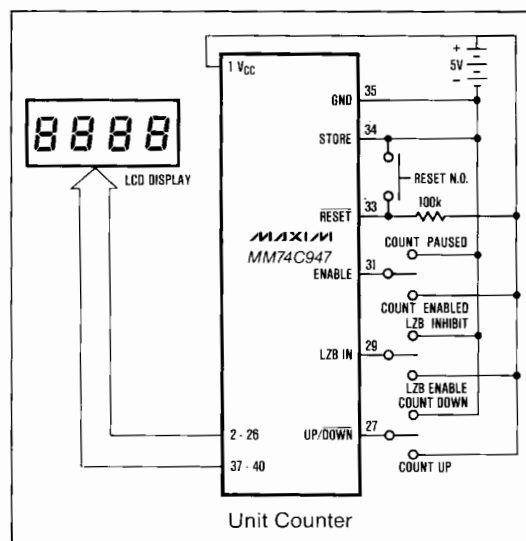 1 VCC
+
5V
−
GND
35
STORE
34
8888
LCD DISPLAY
RESET N.O.
RESET
33
100k
MAXIM
MM74C947
COUNT PAUSED
ENABLE
31
COUNT ENABLED
LZB INHIBIT
LZB IN
29
LZB ENABLE
COUNT DOWN
2 - 26
UP/DOWN
27
37 - 40
COUNT UP
Unit Counter